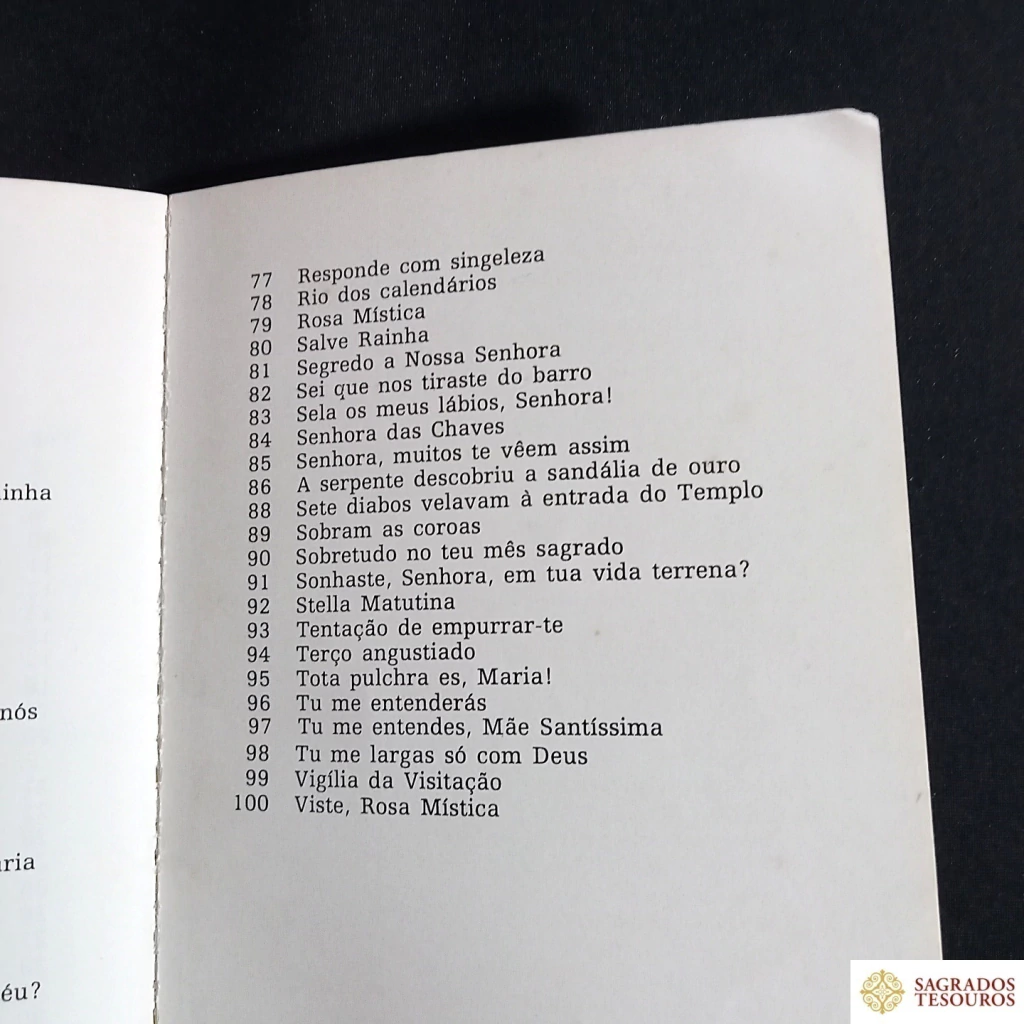 inha
nós
ria
éu?
77 Responde com singeleza
78 Rio dos calendários
79 Rosa Mística
80 Salve Rainha
81 Segredo a Nossa Senhora
82 Sei que nos tiraste do barro
83 Sela os meus lábios, Senhora!
84 Senhora das Chaves
85 Senhora, muitos te vêem assim
86 A serpente descobriu a sandália de ouro
88 Sete diabos velavam à entrada do Templo
89 Sobram as coroas
90 Sobretudo no teu mês sagrado
91 Sonhaste, Senhora, em tua vida terrena?
92 Stella Matutina
93 Tentação de empurrar-te
94 Terço angustiado
95 Tota pulchra es, Maria!
96 Tu me entenderás
97 Tu me entendes, Mãe Santíssima
98 Tu me largas só com Deus
99 Vigília da Visitação
100 Viste, Rosa Mística
SAGRADOS
TESOUROS